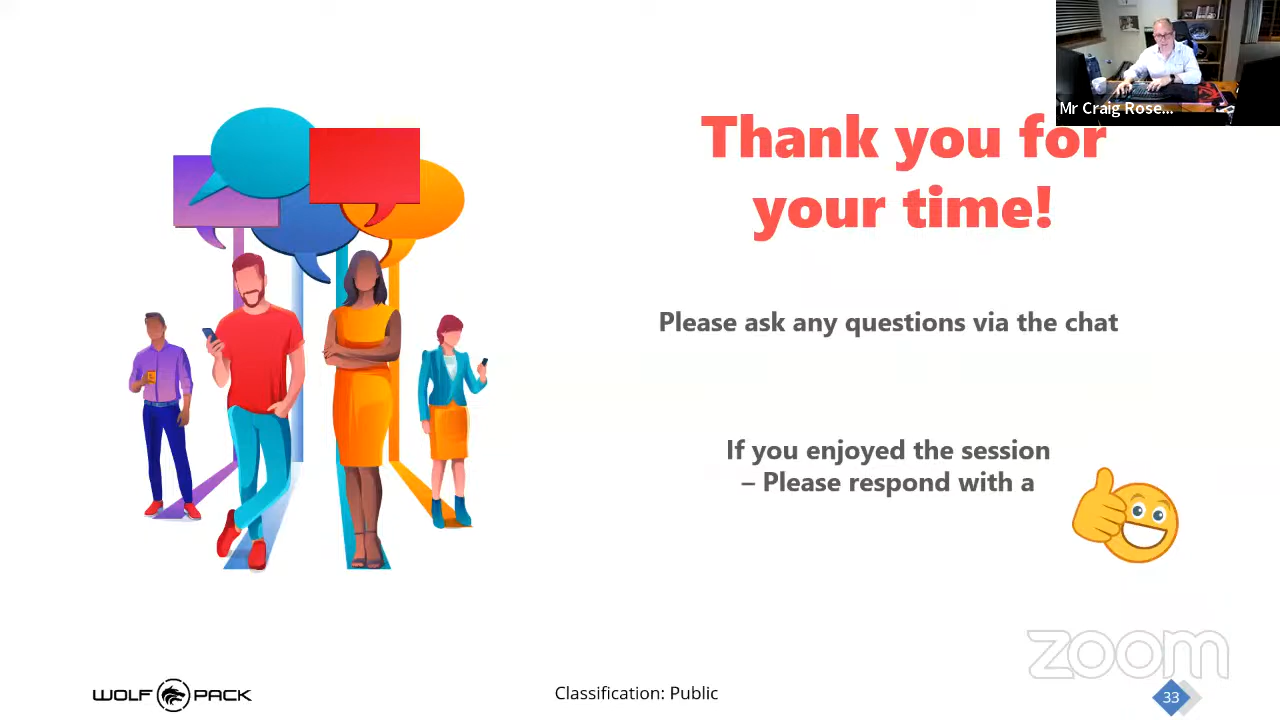 Mr Craig Rose...
Thank you for
your time!
Please ask any questions via the chat
If you enjoyed the session
– Please respond with a
zoom
WOLF PACK
Classification: Public
33